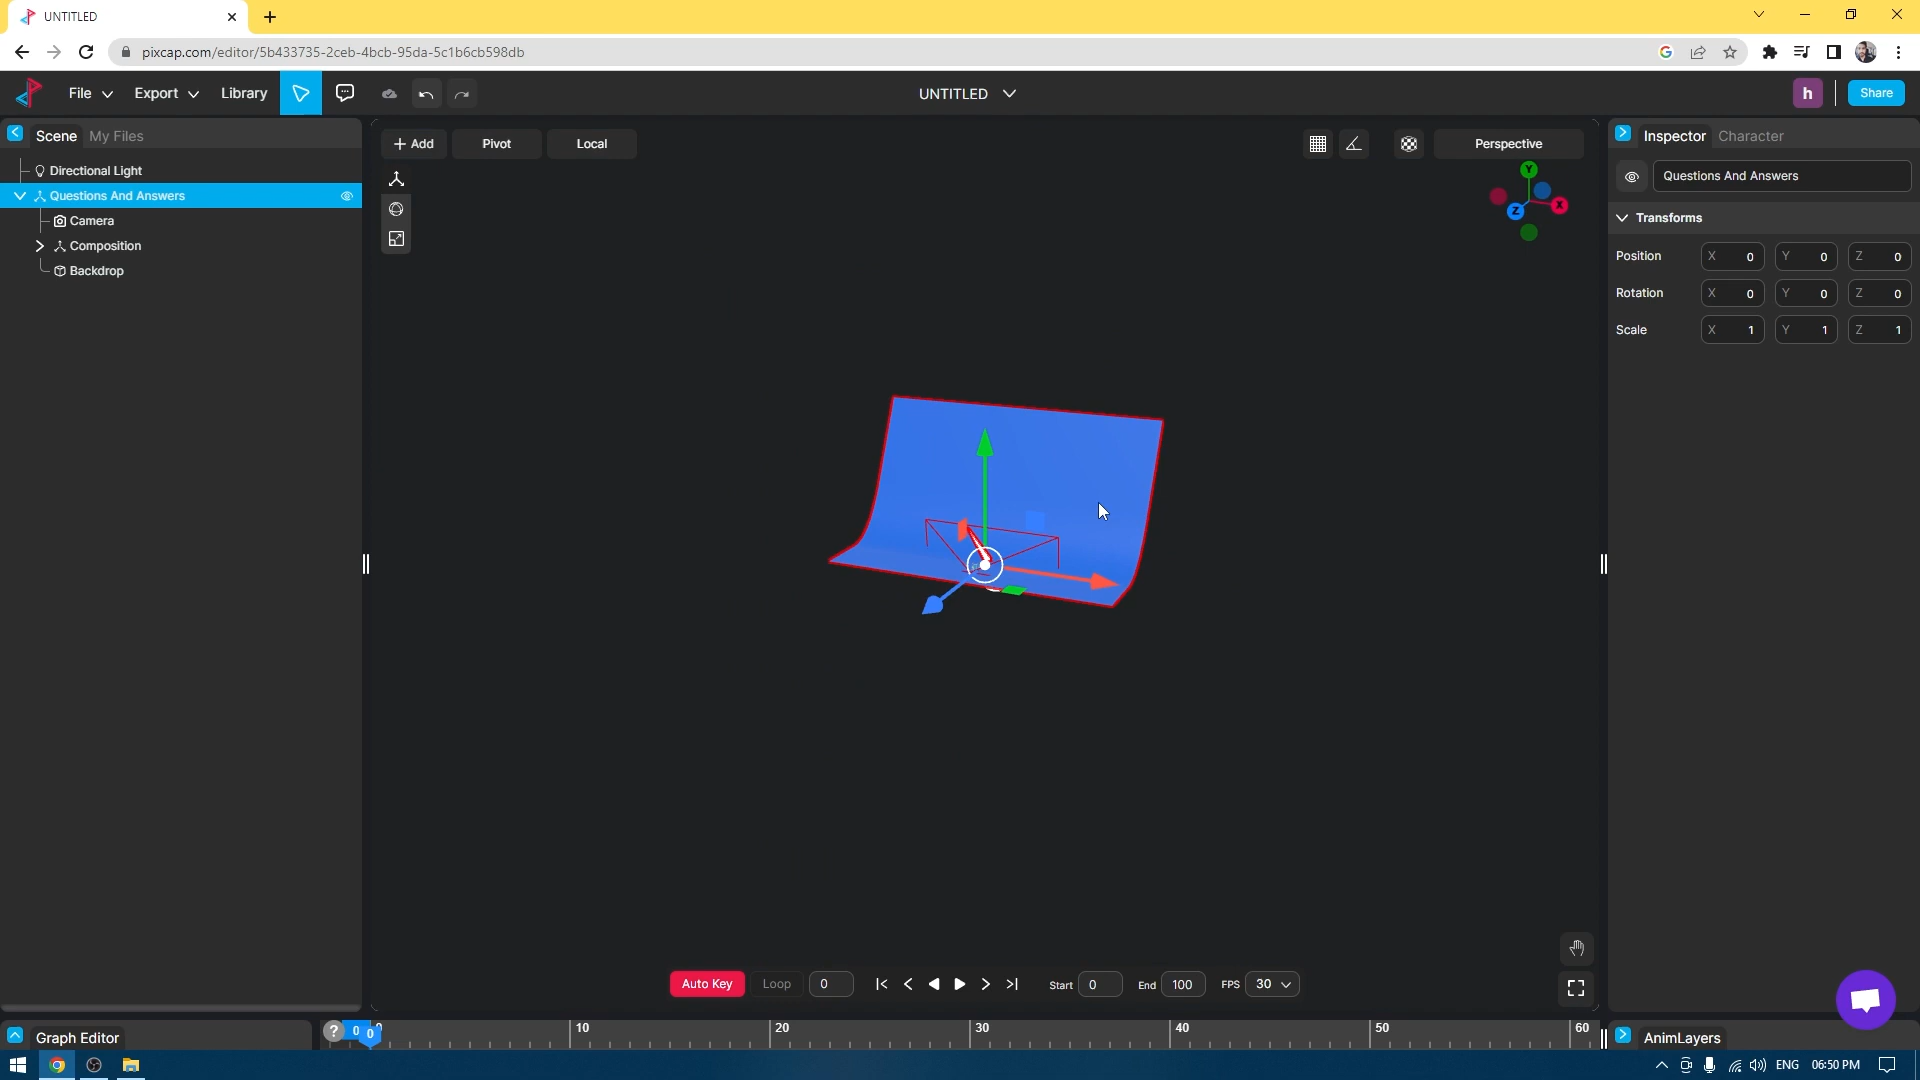 UNTITLED
pixcap.com/editor/5b433735-2ceb-4bcb-95da-5c1b6cb598db
File
Export
Library
UNTITLED
h
Share
Scene
My Files
+ Add
Pivot
Local
Perspective
Inspector
Character
Directional Light
Questions And Answers
Camera
Composition
Backdrop
Y
X
Z
Questions And Answers
Transforms
Position X 0 Y 0 Z 0
Rotation X 0 Y 0 Z 0
Scale X 1 Y 1 Z 1
Auto Key
Loop
0
Start 0
End 100
FPS 30
Graph Editor
?
0
0
0
10
20
30
40
50
60
AnimLayers
ENG
06:50 PM